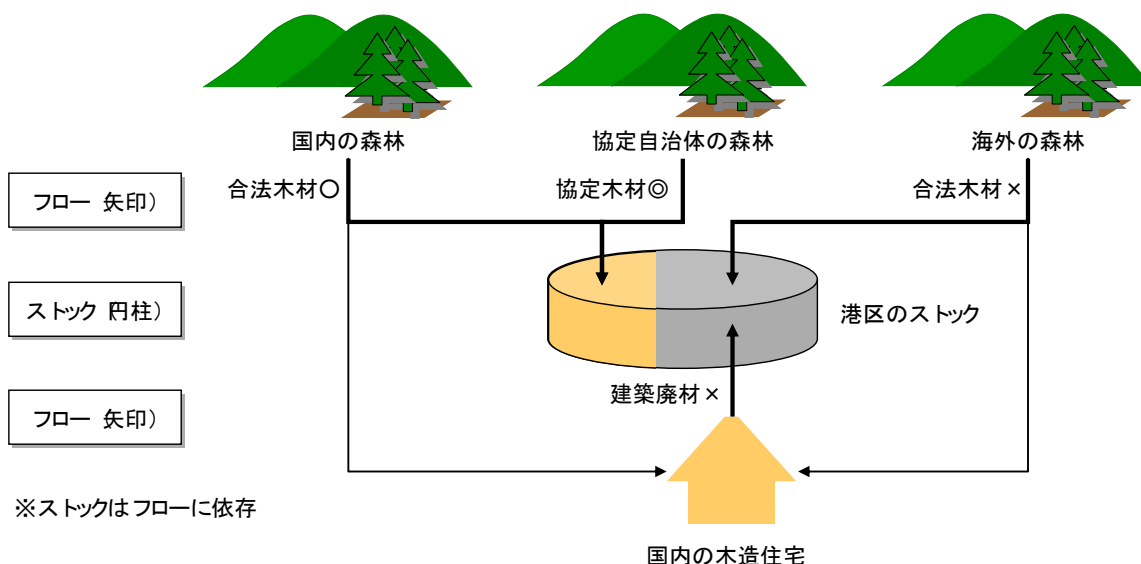 国内の森林
協定自治体の森林
海外の森林
フロー 矢印）
合法木材〇
協定木材◎
合法木材×
ストック 円柱）
港区のストック
フロー 矢印）
建築廃材×
※ストックはフローに依存
国内の木造住宅